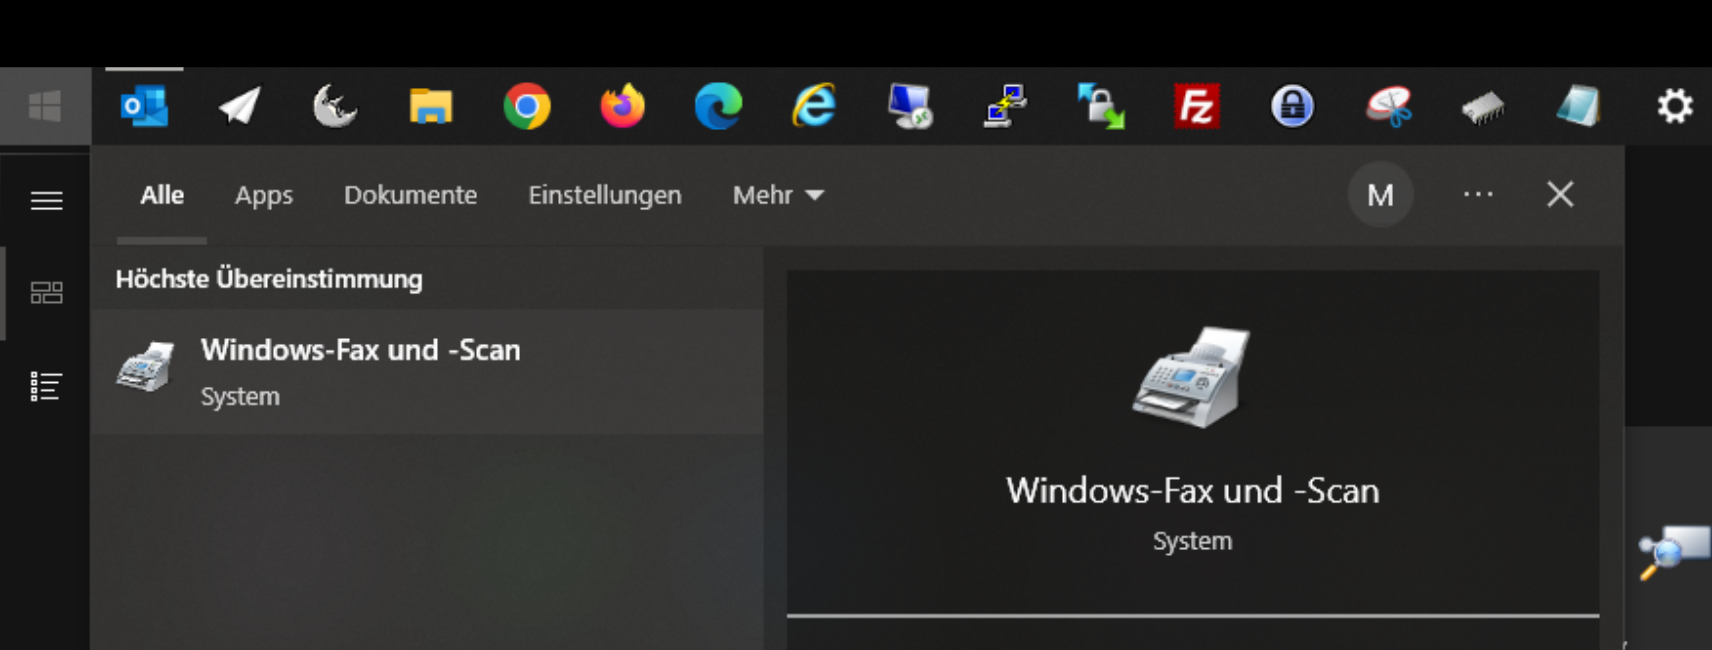 Alle Apps Dokumente Einstellungen Mehr M
Höchste Übereinstimmung
Windows-Fax und -Scan
System
Windows-Fax und -Scan
System